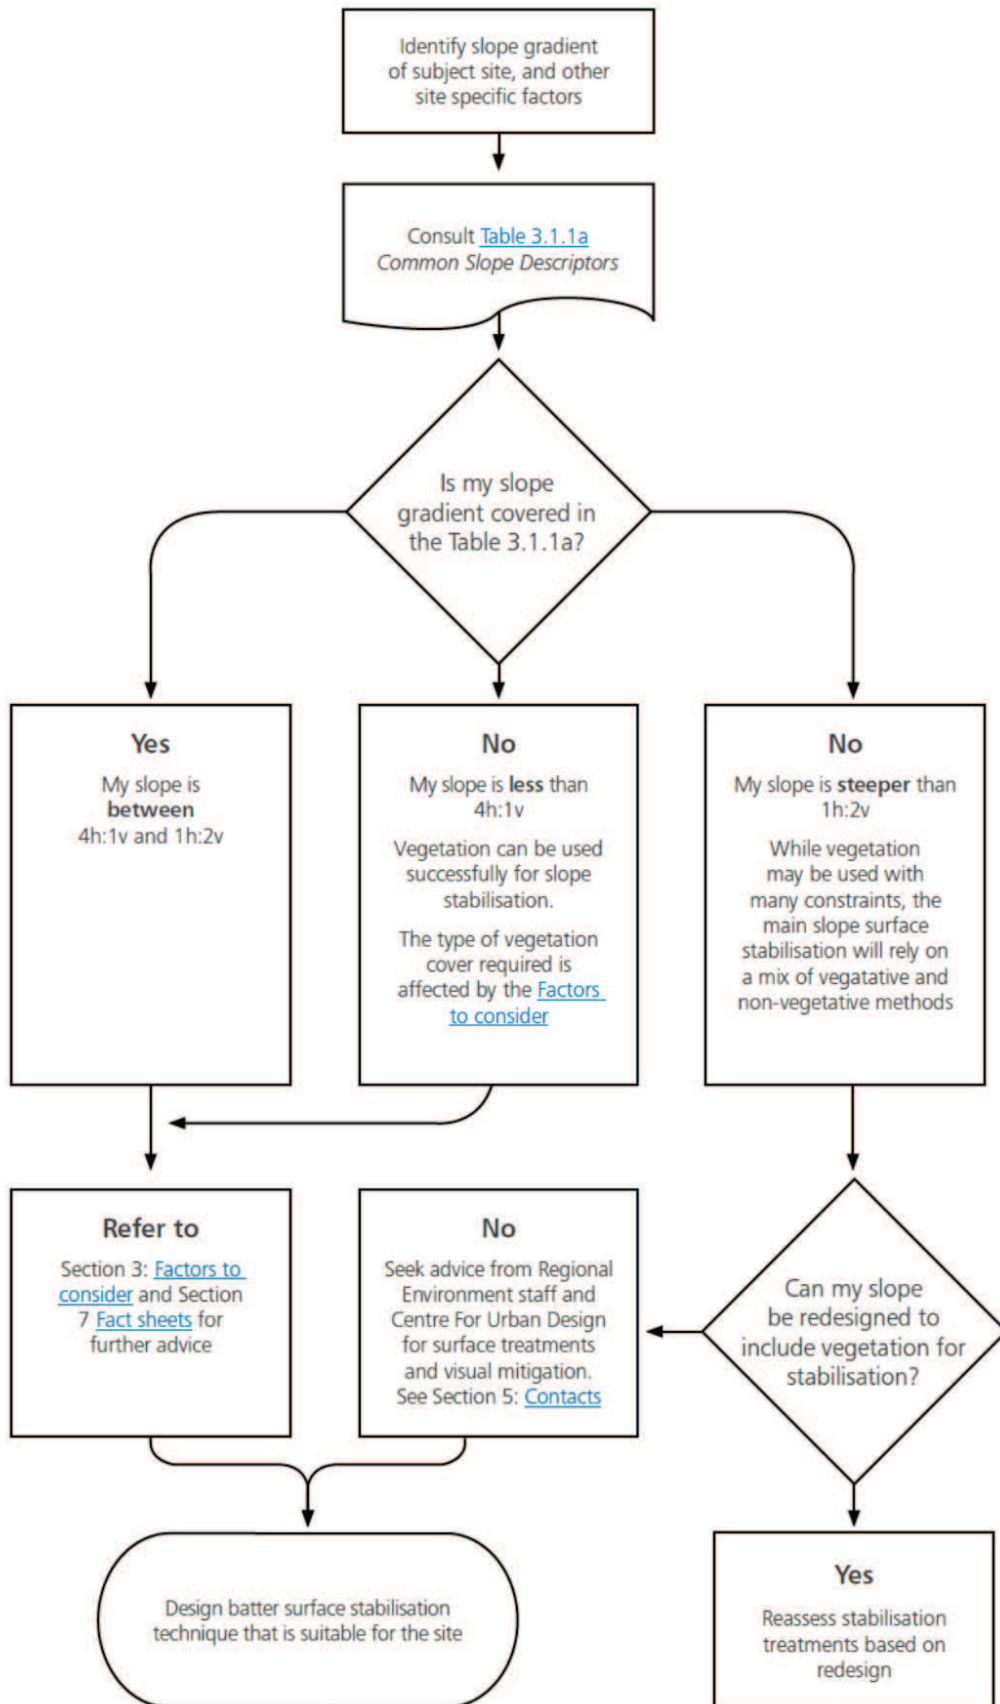 Identify slope gradient
of subject site, and other
site specific factors
Consult Table 3.1.1a
Common Slope Descriptors
Is my slope
gradient covered in
the Table 3.1.1a?
Yes
My slope is
between
4h:1v and 1h:2v
No
My slope is less than
4h:1v
Vegetation can be used
successfully for slope
stabilisation.
The type of vegetation
cover required is
affected by the Factors
to consider
No
My slope is steeper than
1h:2v
While vegetation
may be used with
many constraints, the
main slope surface
stabilisation will rely on
a mix of vegatative and
non-vegetative methods
Refer to
Section 3: Factors to
consider and Section
7 Fact sheets for
further advice
No
Seek advice from Regional
Environment staff and
Centre For Urban Design
for surface treatments
and visual mitigation.
See Section 5: Contacts
Can my slope
be redesigned to
include vegetation for
stabilisation?
Design batter surface stabilisation
technique that is suitable for the site
Yes
Reassess stabilisation
treatments based on
redesign